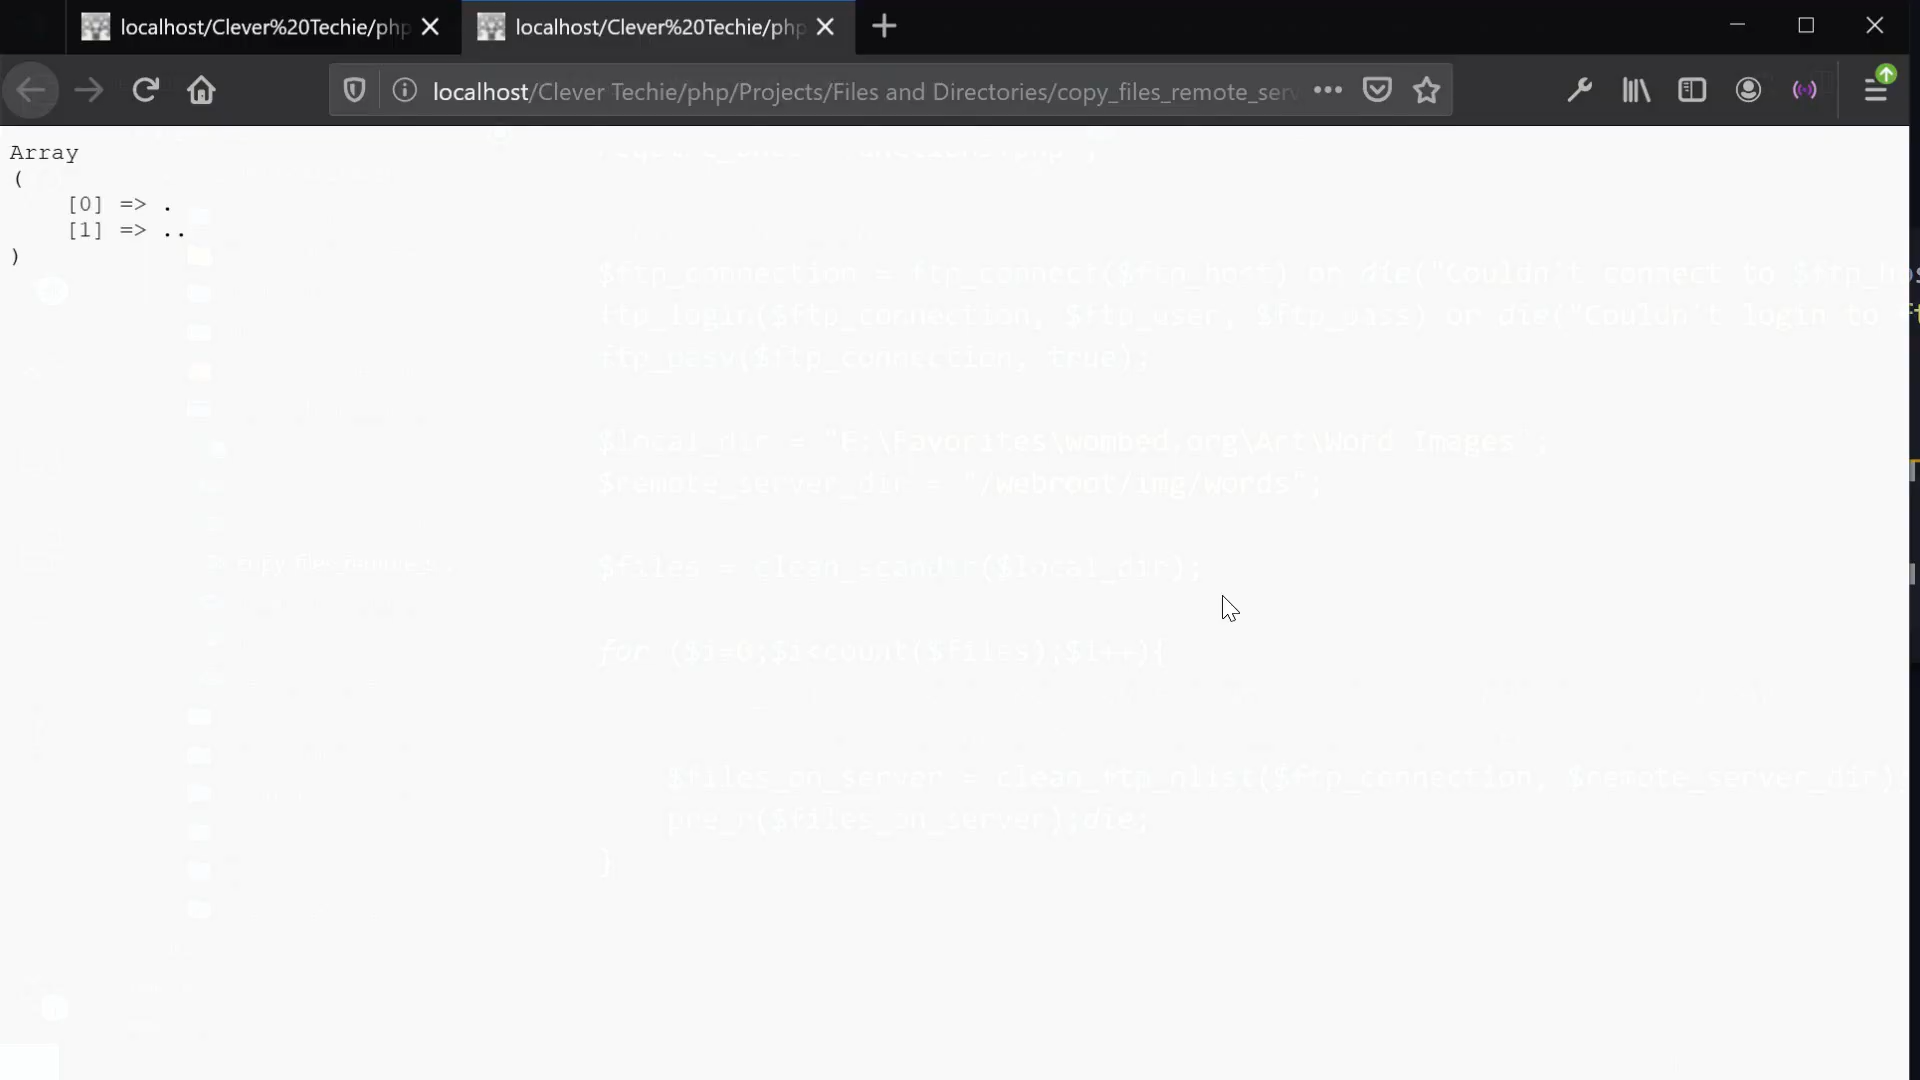 localhost/Clever%20Techie/php
localhost/Clever%20Techie/php
localhost/Clever Techie/php/Projects/Files and Directories/copy_files_remote_serv
Array
(
[0] => .
[1] => ..
)
$ftp_connection = ftp_connect($ftp_host) or die("Couldn't connect to $ftp_hos
ftp_login($ftp_connection, $ftp_user, $ftp_pass) or die("Couldn't login to ft
ftp_pasv($ftp_connection, true);
$local_dir = "E:\Favorites\wombed.org\Art\Word Images";
$remote_server_dir = "/webroot/img/words";
$files = clean_scandir($local_dir);
for ($i=0;$i<count($files);$i++){
$files_on_server = clean_ftp_nlist($ftp_connection, $remote_server_dir);
pre_r($files_on_server);die;
}